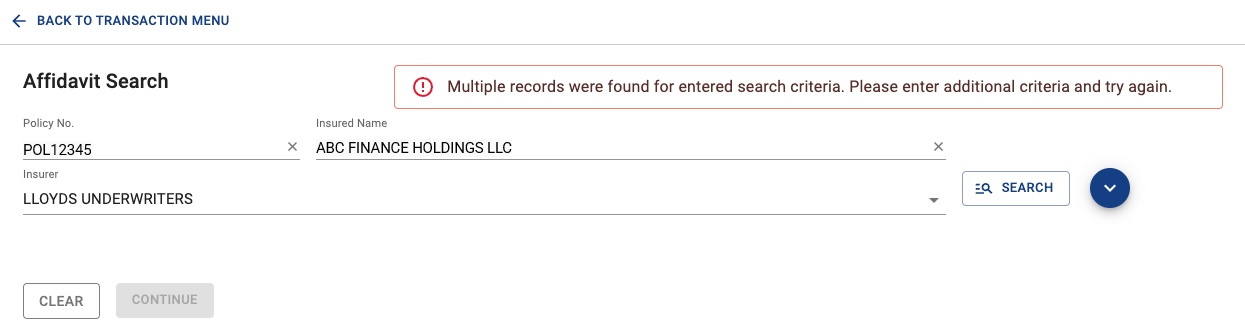 BACK TO TRANSACTION MENU
Affidavit Search
Multiple records were found for entered search criteria. Please enter additional criteria and try again.
Policy No.
Insured Name
POL12345
ABC FINANCE HOLDINGS LLC
Insurer
LLOYDS UNDERWRITERS
SEARCH
CLEAR
CONTINUE